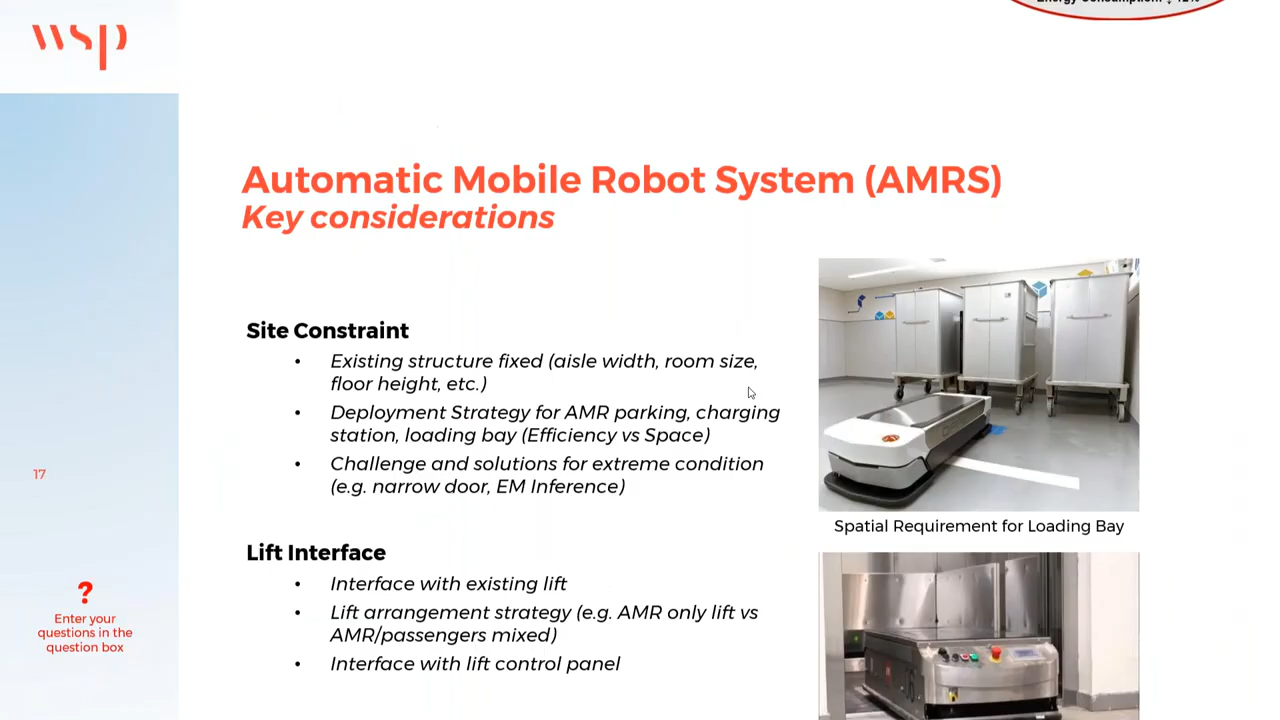 Energy Consumption: ↓ 12%
wsp
Automatic Mobile Robot System (AMRS)
Key considerations
Site Constraint
• Existing structure fixed (aisle width, room size,
floor height, etc.)
• Deployment Strategy for AMR parking, charging
station, loading bay (Efficiency vs Space)
• Challenge and solutions for extreme condition
(e.g. narrow door, EM Inference)
Spatial Requirement for Loading Bay
Lift Interface
• Interface with existing lift
• Lift arrangement strategy (e.g. AMR only lift vs
AMR/passengers mixed)
• Interface with lift control panel
17
?
Enter your
questions in the
question box